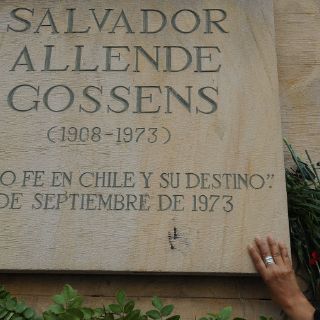 SALVADOR
ALLENDE
GOSSENS
(1908-1973)
O FE EN CHILE Y SU DESTINO".
DE SEPTIEMBRE DE 1973